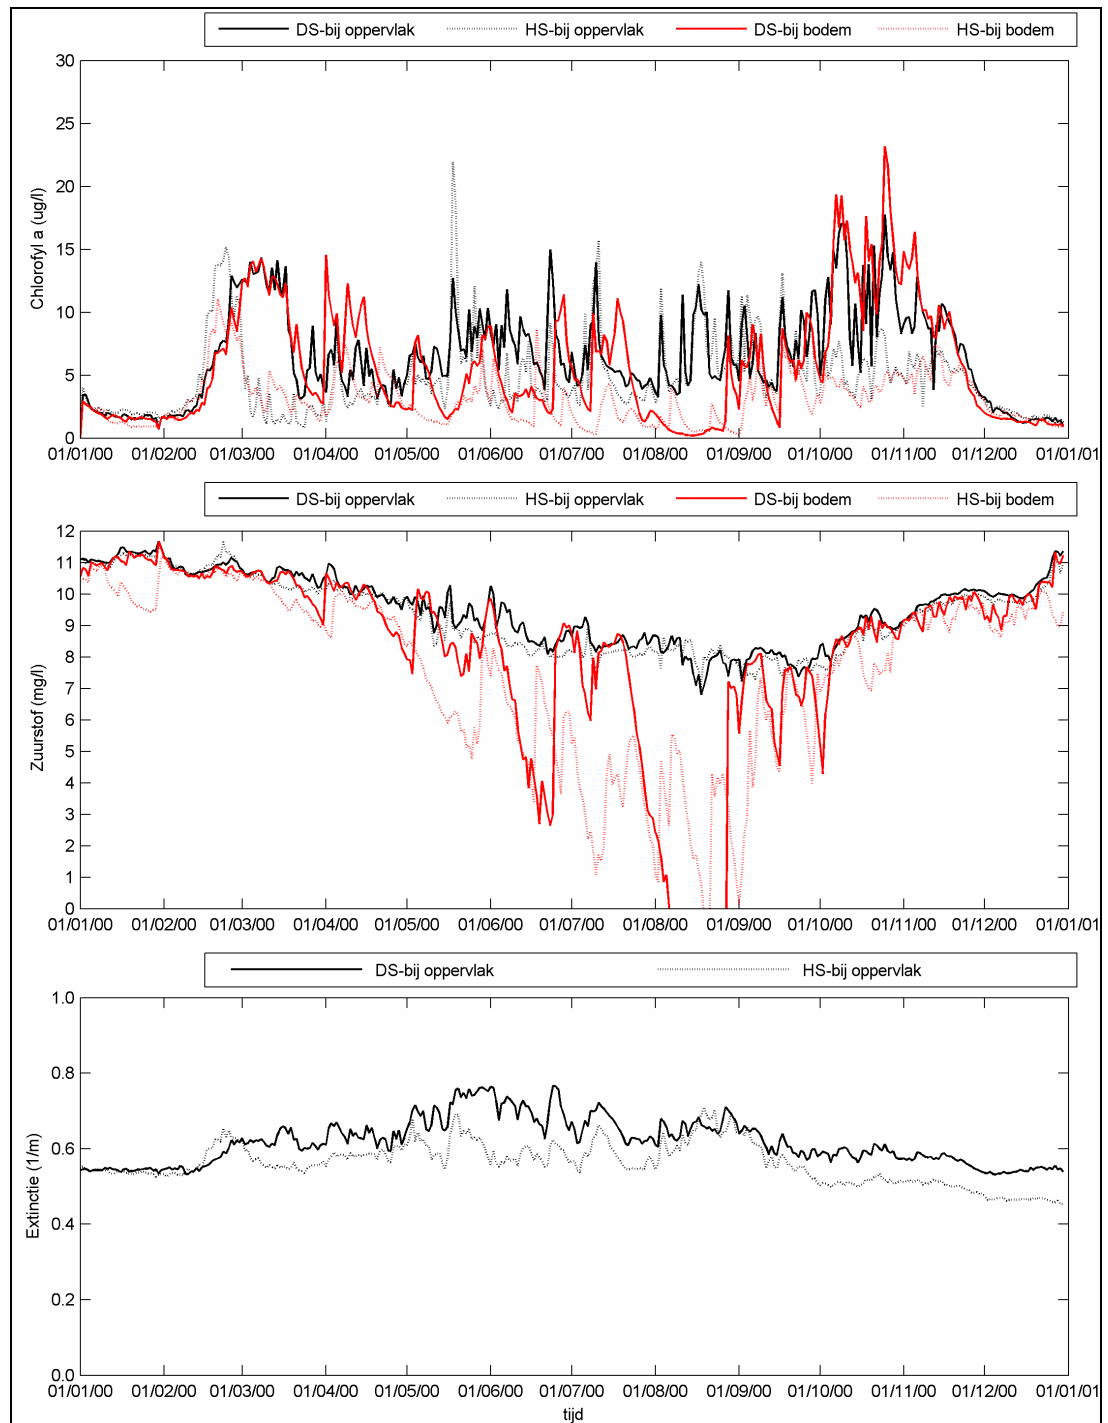 DS-bij oppervlak HS-bij oppervlak DS-bij bodem HS-bij bodem
30
25
20
15
10
5
0
Chlorofyl a (ug/l)
01/01/00 01/02/00 01/03/00 01/04/00 01/05/00 01/06/00 01/07/00 01/08/00 01/09/00 01/10/00 01/11/00 01/12/00 01/01/01
DS-bij oppervlak HS-bij oppervlak DS-bij bodem HS-bij bodem
12
11
10
9
8
7
6
5
4
3
2
1
0
Zuurstof (mg/l)
01/01/00 01/02/00 01/03/00 01/04/00 01/05/00 01/06/00 01/07/00 01/08/00 01/09/00 01/10/00 01/11/00 01/12/00 01/01/01
DS-bij oppervlak HS-bij oppervlak
1.0
0.8
0.6
0.4
0.2
0.0
Extinctie (1/m)
01/01/00 01/02/00 01/03/00 01/04/00 01/05/00 01/06/00 01/07/00 01/08/00 01/09/00 01/10/00 01/11/00 01/12/00 01/01/01
tijd